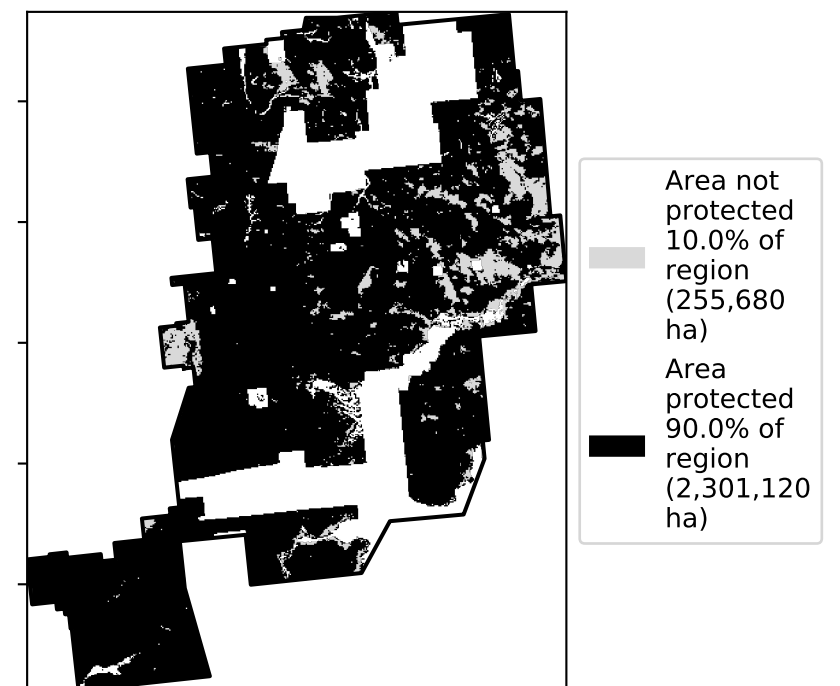 Area not
protected
10.0% of
region
(255,680
ha)
Area
protected
90.0% of
region
(2,301,120
ha)